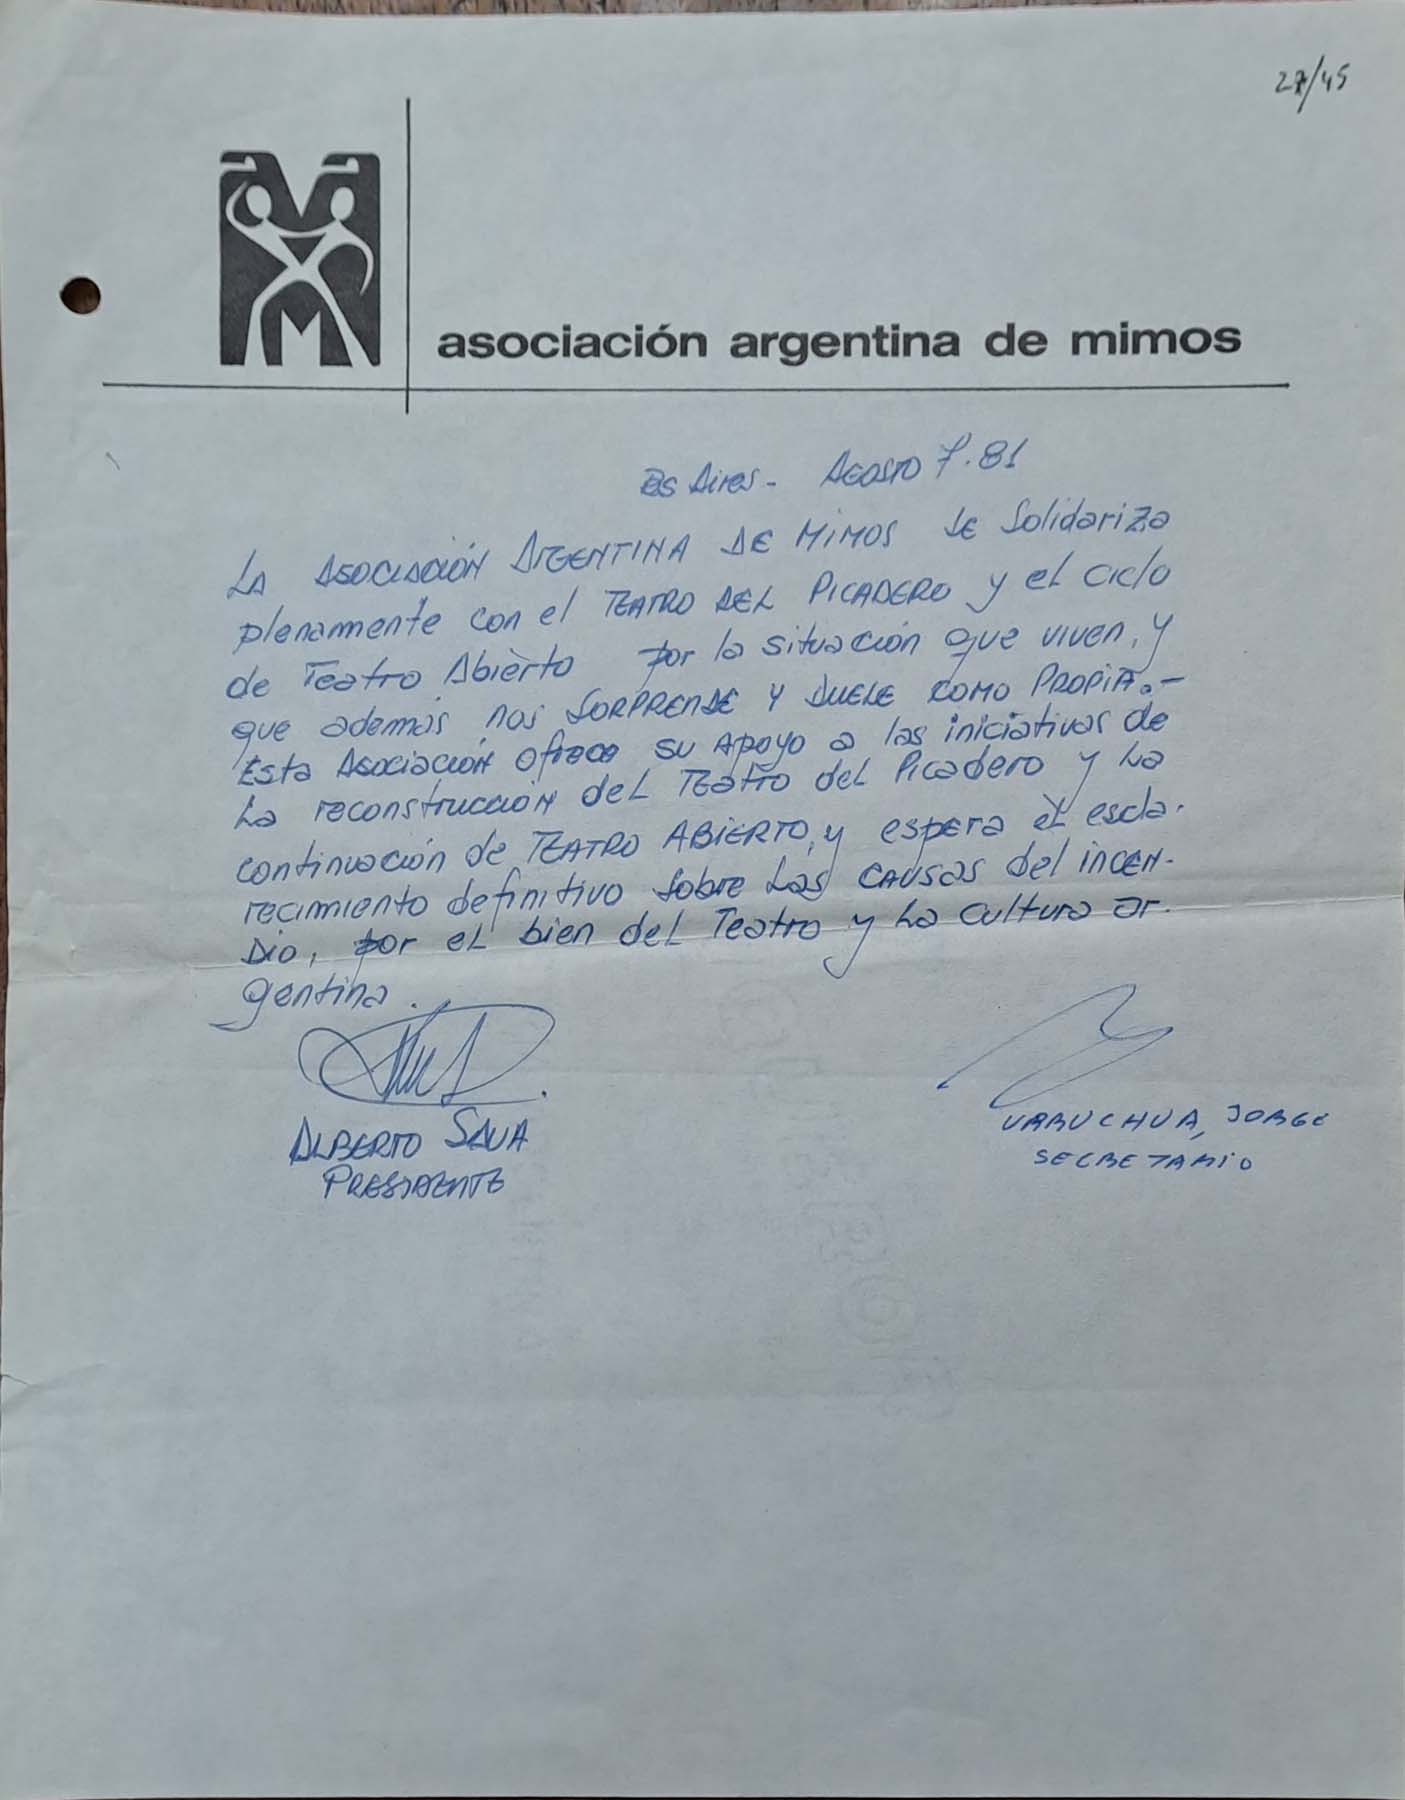 27/45
asociación argentina de mimos
Bs Aires - Agosto 7.81
La Asociación Argentina de Mimos se solidariza
plenamente con el Teatro del Picadero y el ciclo
de Teatro Abierto por la situación que viven, y
que además nos sorprende y duele como propia.-
Esta Asociación ofrece su apoyo a las iniciativas de
la reconstrucción del Teatro del Picadero y la
continuación de Teatro Abierto, y espera el escla-
recimiento definitivo sobre las causas del incen-
dio, por el bien del Teatro y la cultura ar-
gentina.
Alberto Sava
Presidente
Urruchua, Jorge
Secretario